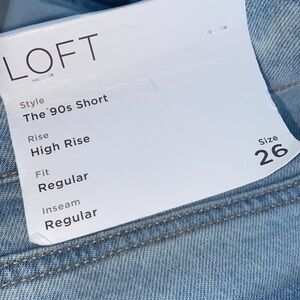 LOFT
Style
The '90s Short
Rise
High Rise
Fit
Regular
Inseam
Regular
Size
26